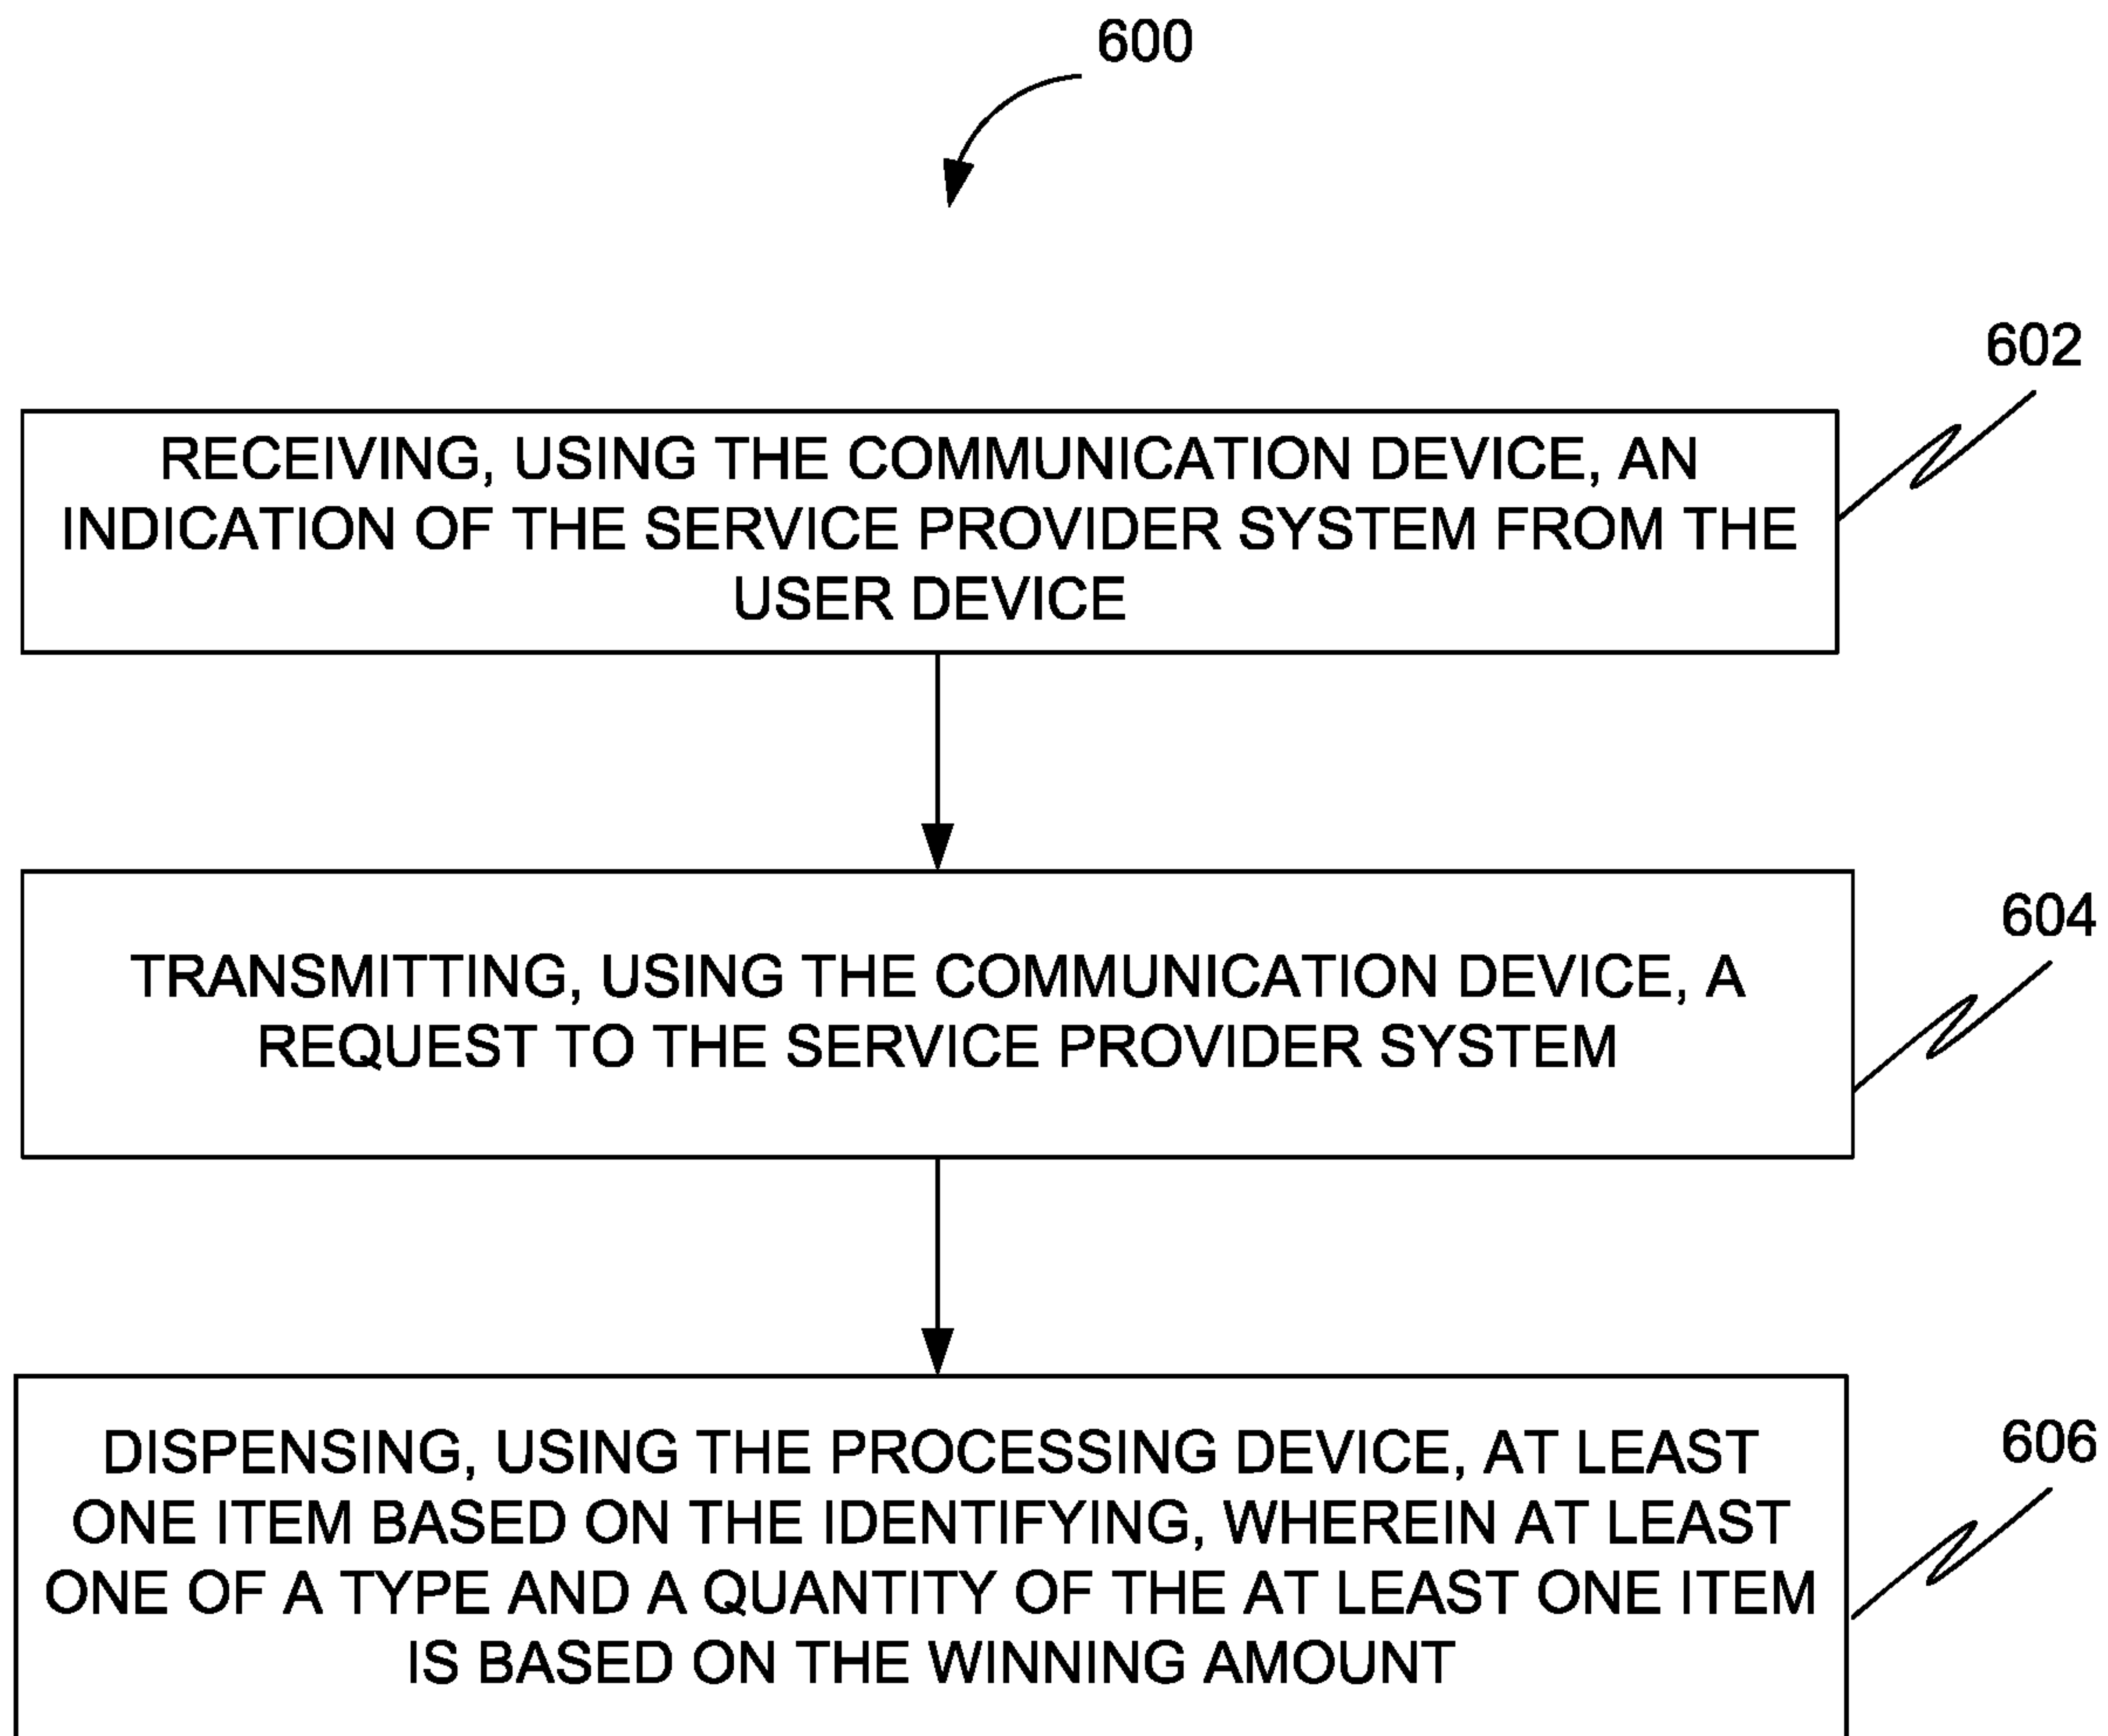 600
602
RECEIVING, USING THE COMMUNICATION DEVICE, AN
INDICATION OF THE SERVICE PROVIDER SYSTEM FROM THE
USER DEVICE
604
TRANSMITTING, USING THE COMMUNICATION DEVICE, A
REQUEST TO THE SERVICE PROVIDER SYSTEM
606
DISPENSING, USING THE PROCESSING DEVICE, AT LEAST
ONE ITEM BASED ON THE IDENTIFYING, WHEREIN AT LEAST
ONE OF A TYPE AND A QUANTITY OF THE AT LEAST ONE ITEM
IS BASED ON THE WINNING AMOUNT